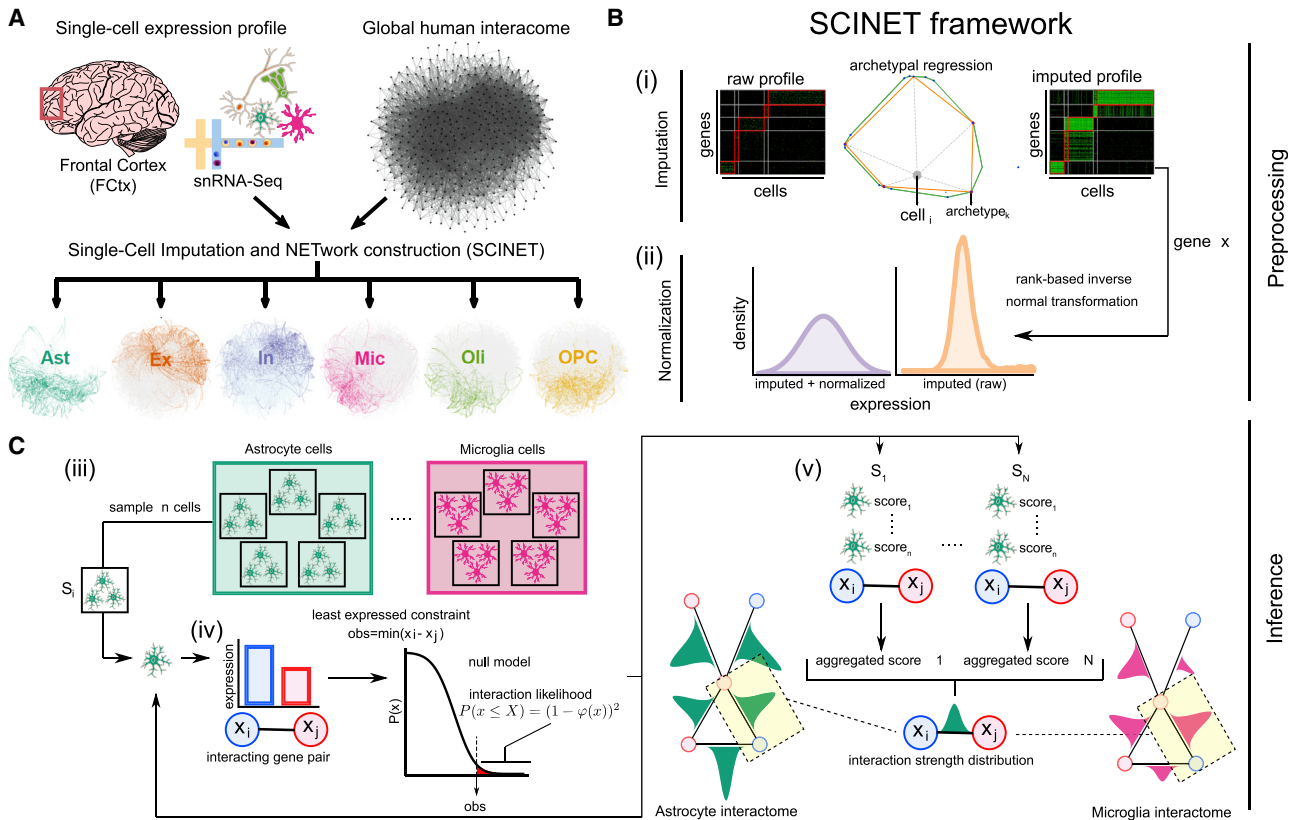 A
Single-cell expression profile
Global human interacome
Frontal Cortex
(FCtx)
snRNA-Seq
Single-Cell Imputation and NETwork construction (SCINET)
Ast
Ex
In
Mic
Oli
OPC
B
SCINET framework
Preprocessing
(i)
Imputation
raw profile
genes
cells
archetypal regression
cell i
archetype k
imputed profile
genes
cells
gene x
(ii)
Normalization
density
imputed + normalized
imputed (raw)
expression
rank-based inverse
normal transformation
C
Inference
(iii)
Astrocyte cells
Microglia cells
sample n cells
....
S i
(iv)
expression
x i
x j
interacting gene pair
least expressed constraint
obs=min(x i - x j)
P(x)
null model
interaction likelihood
P(x ≤ X) = (1 − φ(x))²
obs
(v)
S 1
S N
score 1
score n
score 1
score n
x i
x j
x i
x j
aggregated score 1
aggregated score N
x i
x j
interaction strength distribution
Astrocyte interactome
Microglia interactome